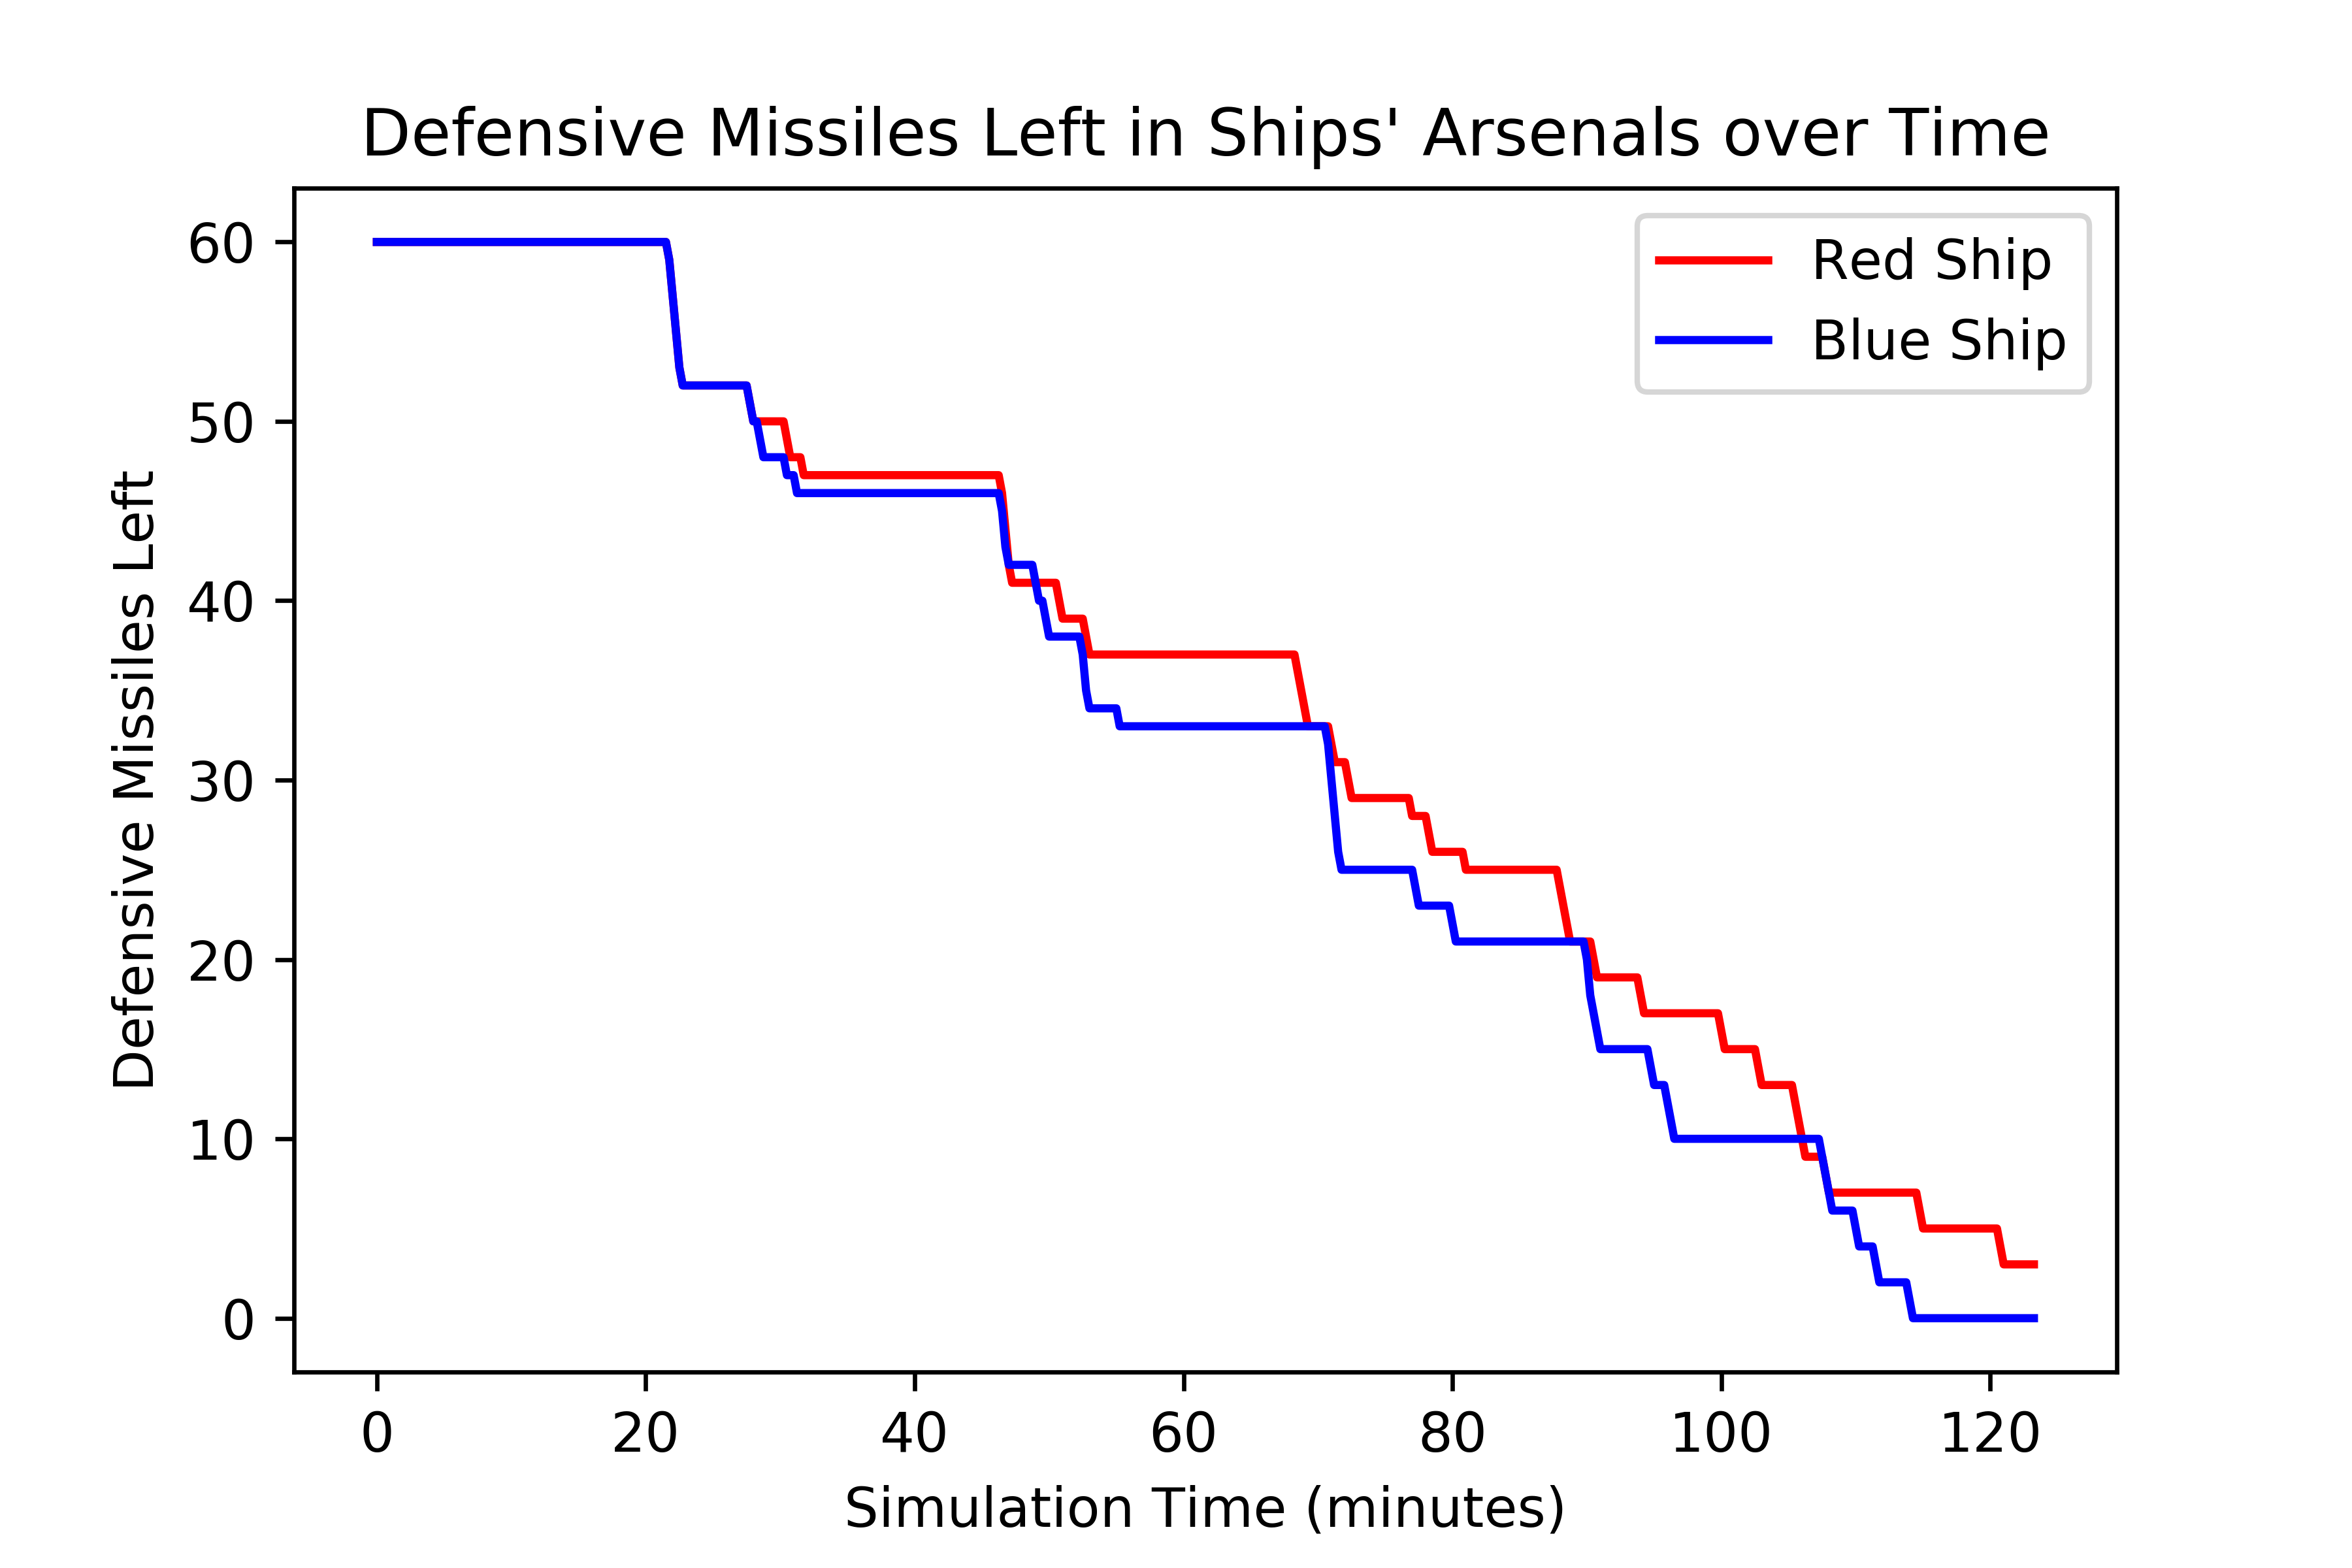 Defensive Missiles Left in Ships' Arsenals over Time
Red Ship
Blue Ship
Defensive Missiles Left
60
50
40
30
20
10
0
0 20 40 60 80 100 120
Simulation Time (minutes)